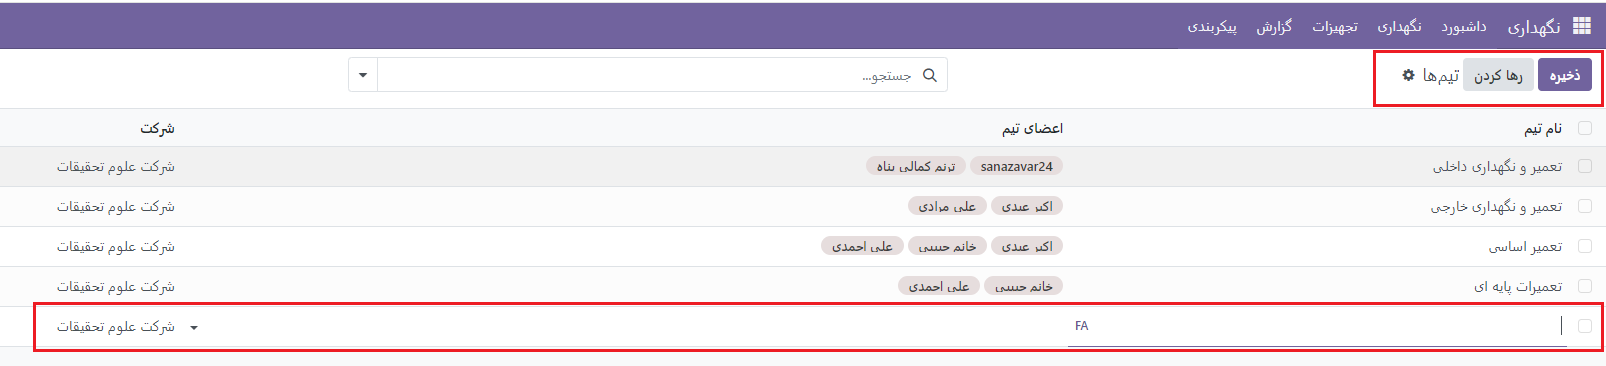 نگهداری داشبورد نگهداری تجهیزات گزارش پیکربندی
ذخیره رها کردن تیم‌ها جستجو...
نام تیم اعضای تیم شرکت
تعمیر و نگهداری داخلی sanazavar24 ترنم کمالی پناه شرکت علوم تحقیقات
تعمیر و نگهداری خارجی اکبر عبدی علی مرادی شرکت علوم تحقیقات
تعمیر اساسی اکبر عبدی خانم حبیبی علی احمدی شرکت علوم تحقیقات
تعمیرات پایه ای خانم حبیبی علی احمدی شرکت علوم تحقیقات
FA شرکت علوم تحقیقات